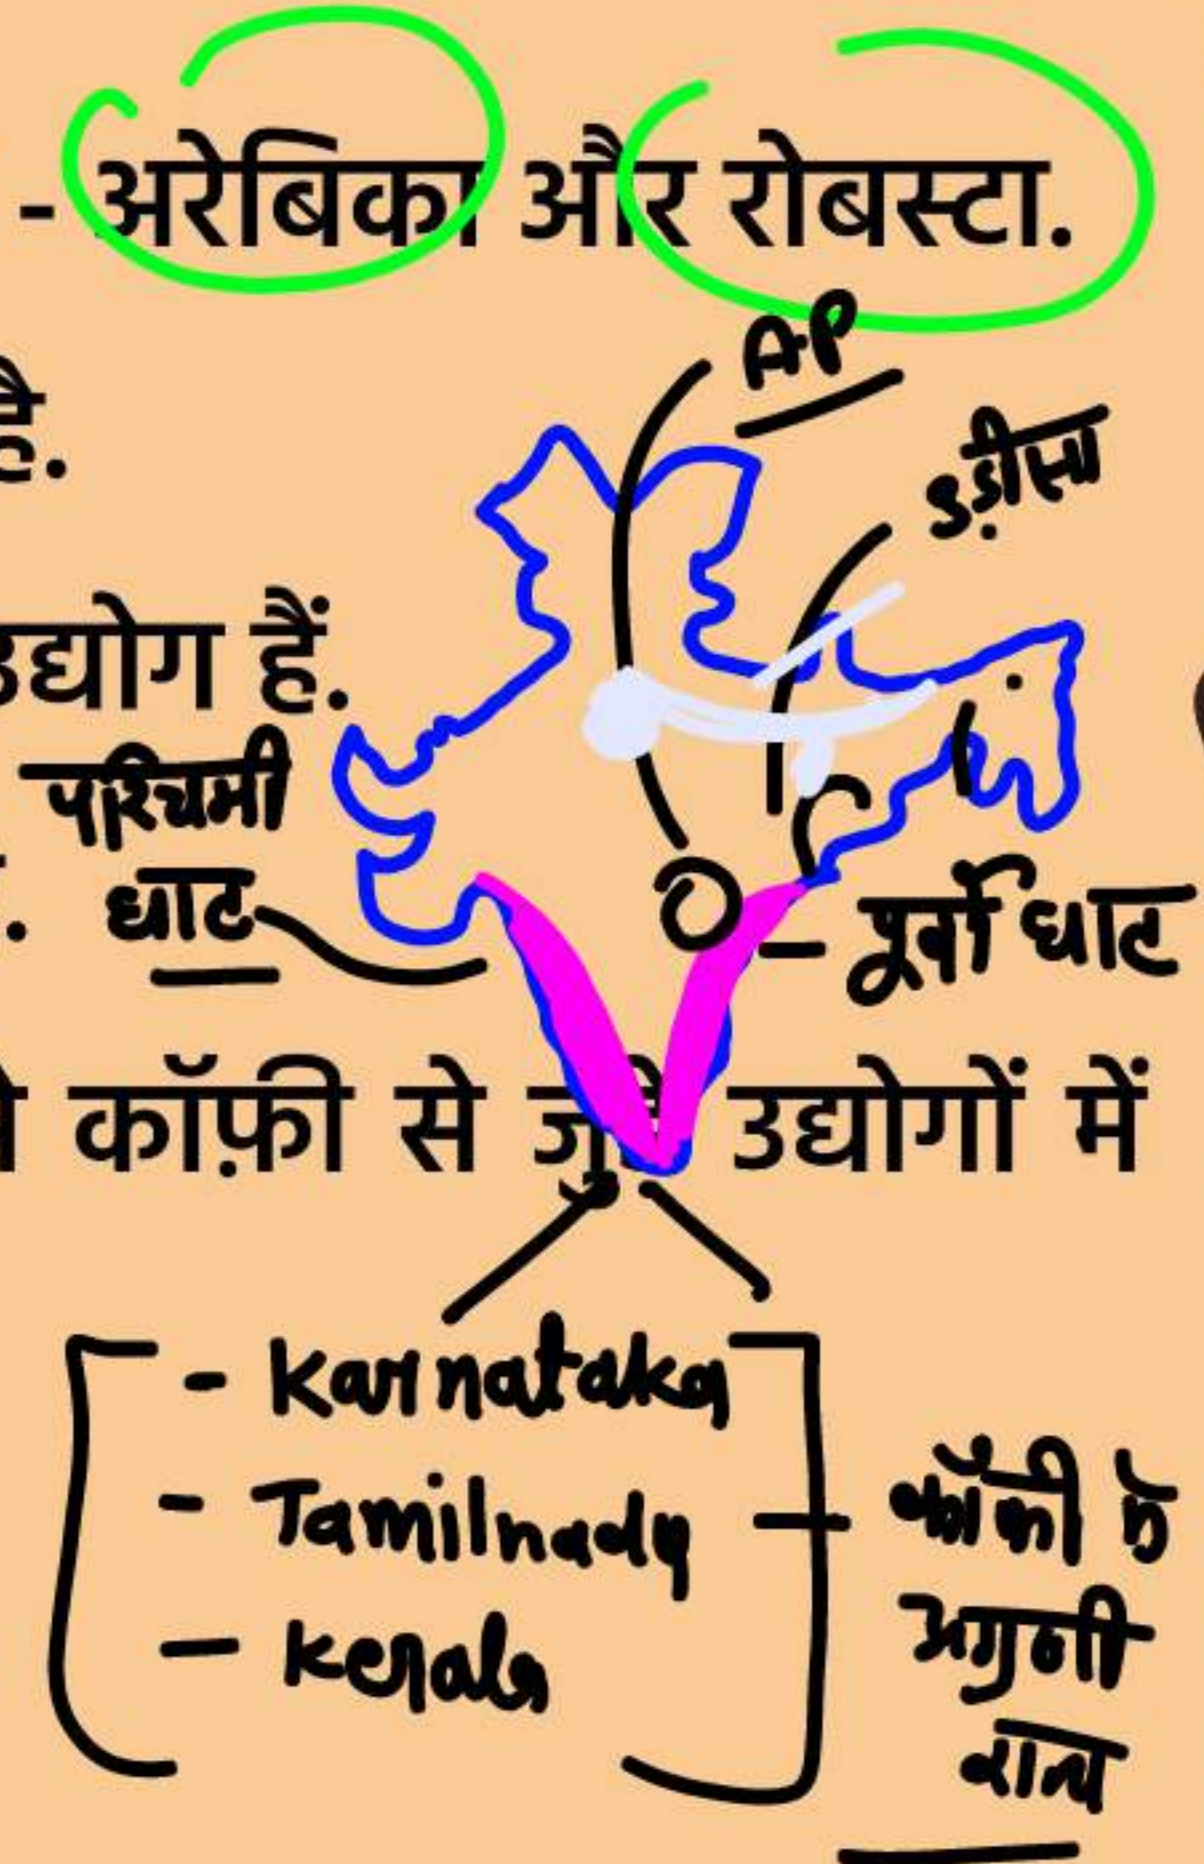 - अरेबिका और रोबस्टा.
AP
है.
उड़ीसा
उद्योग हैं.
पश्चिमी
घाट
पूर्वी घाट
कॉफ़ी से जुड़े उद्योगों में
- Karnataka
- Tamilnadu
- Kerala
कॉफी के
अग्रणी
राज्य